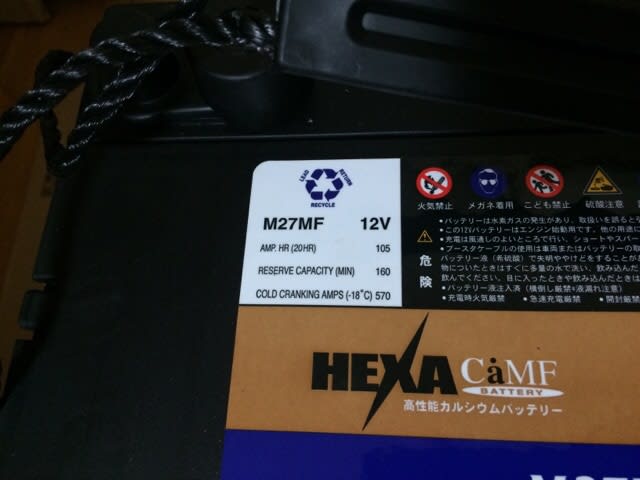 LEAD RETURN
RECYCLE
M27MF 12V
AMP. HR (20HR) 105
RESERVE CAPACITY (MIN) 160
COLD CRANKING AMPS (-18˚C) 570
火気禁止 メガネ着用 こども禁止 硫酸注意
•バッテリーは水素ガスの発生があり、取扱いを誤ると
•この12Vバッテリーはエンジン始動用です。他の用途に
•充電は風通しのよいところで行い、ショートやスパー
•ブースターケーブルの使用は車両またはバッテリーの取
危険
バッテリー液（希硫酸）で失明ややけどをすることが
物についたときはすぐに多量の水で洗い、飲み込んだ
飲んでください。目に入ったときや飲み込んだときは
•バッテリー液注入済（横倒し厳禁※液漏れ注意）
•充電時火気厳禁 •急速充電厳禁 •開封厳
HEXA CaMF
BATTERY
高性能カルシウムバッテリー